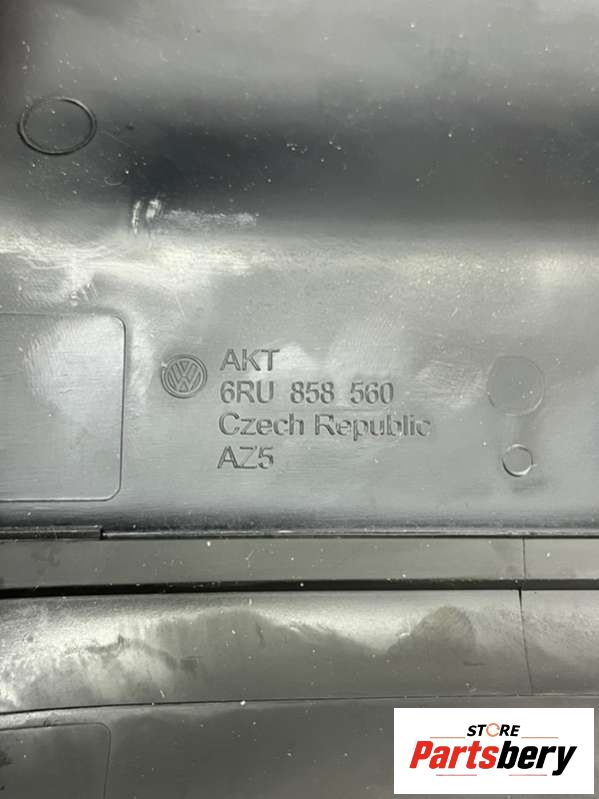 AKT
6RU 858 560
Czech Republic
AZ5
STORE
Partsbery